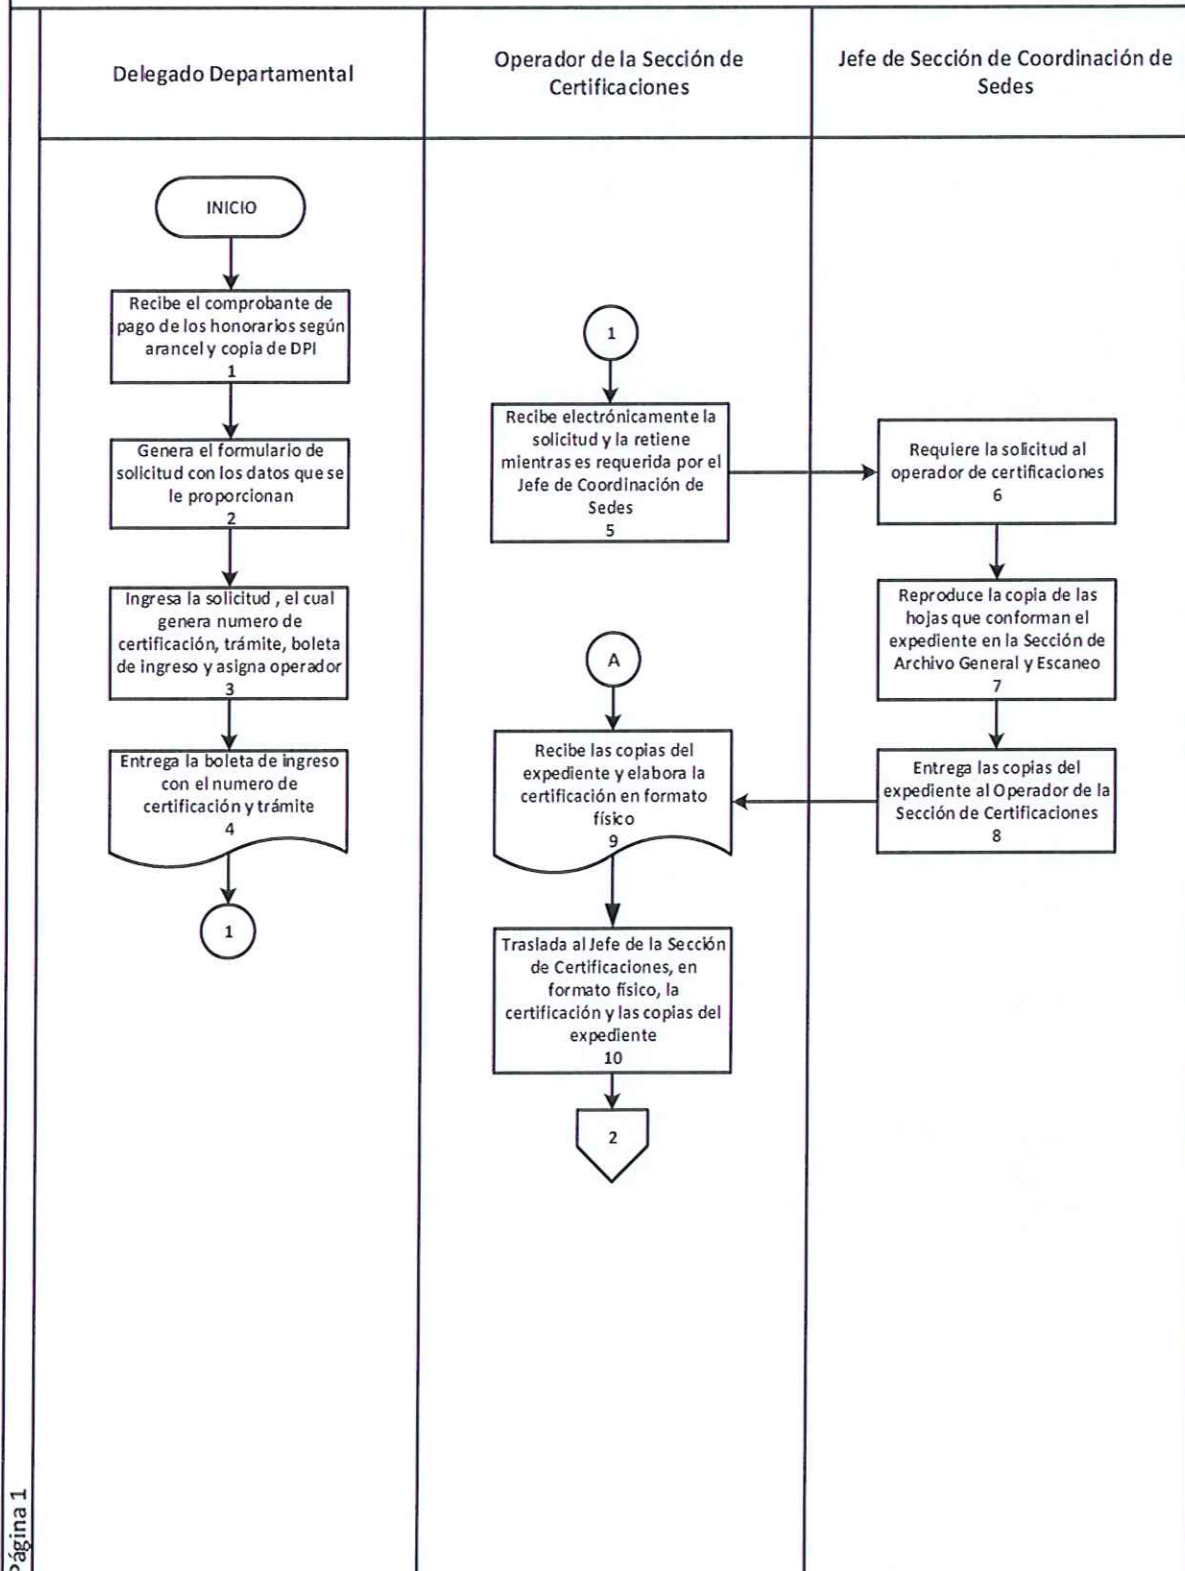 Delegado Departamental
Operador de la Sección de
Certificaciones
Jefe de Sección de Coordinación de
Sedes
INICIO
Recibe el comprobante de
pago de los honorarios según
arancel y copia de DPI
1
Genera el formulario de
solicitud con los datos que se
le proporcionan
2
Ingresa la solicitud , el cual
genera numero de
certificación, trámite, boleta
de ingreso y asigna operador
3
Entrega la boleta de ingreso
con el numero de
certificación y trámite
4
1
1
Recibe electrónicamente la
solicitud y la retiene
mientras es requerida por el
Jefe de Coordinación de
Sedes
5
A
Recibe las copias del
expediente y elabora la
certificación en formato
físico
9
Traslada al Jefe de la Sección
de Certificaciones, en
formato físico, la
certificación y las copias del
expediente
10
2
Requiere la solicitud al
operador de certificaciones
6
Reproduce la copia de las
hojas que conforman el
expediente en la Sección de
Archivo General y Escaneo
7
Entrega las copias del
expediente al Operador de la
Sección de Certificaciones
8
Página 1